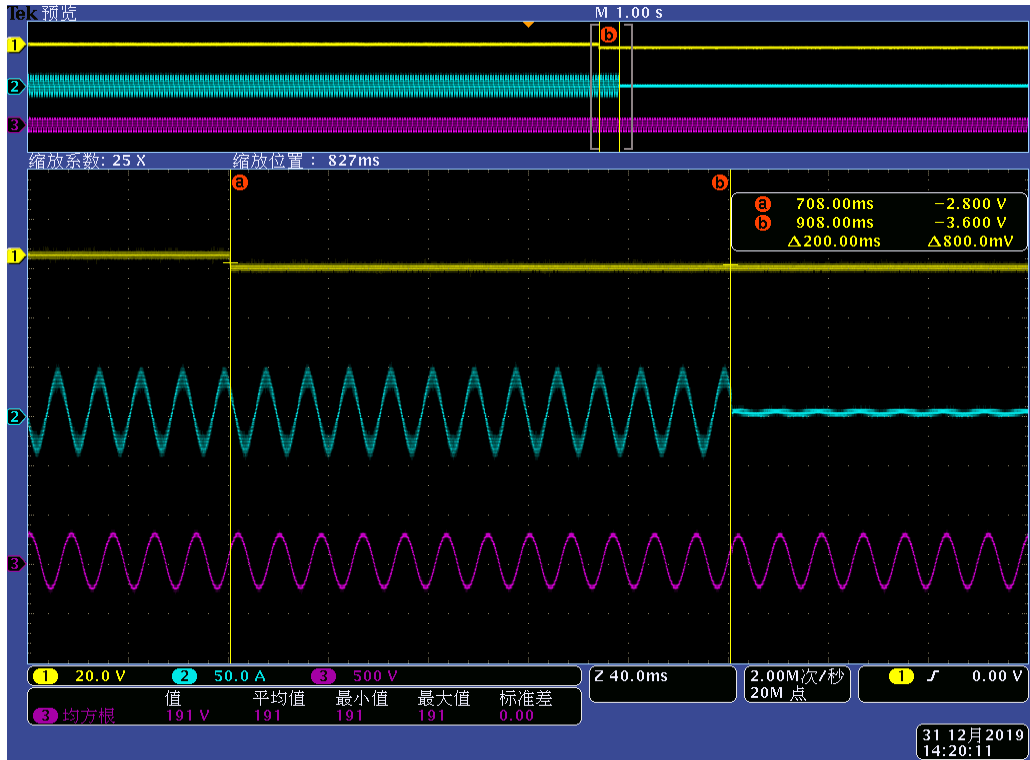 Tek 预览 M 1.00 s
b
1
2
3
缩放系数: 25 X 缩放位置: 827ms
a b
a 708.00ms −2.800 V
b 908.00ms −3.600 V
Δ200.00ms Δ800.0mV
1
2
3
1 20.0 V 2 50.0 A 3 500 V
Z 40.0ms
2.00M次/秒
20M 点
1 0.00 V
值 平均值 最小值 最大值 标准差
3 均方根 191 V 191 191 191 0.00
31 12月2019
14:20:11